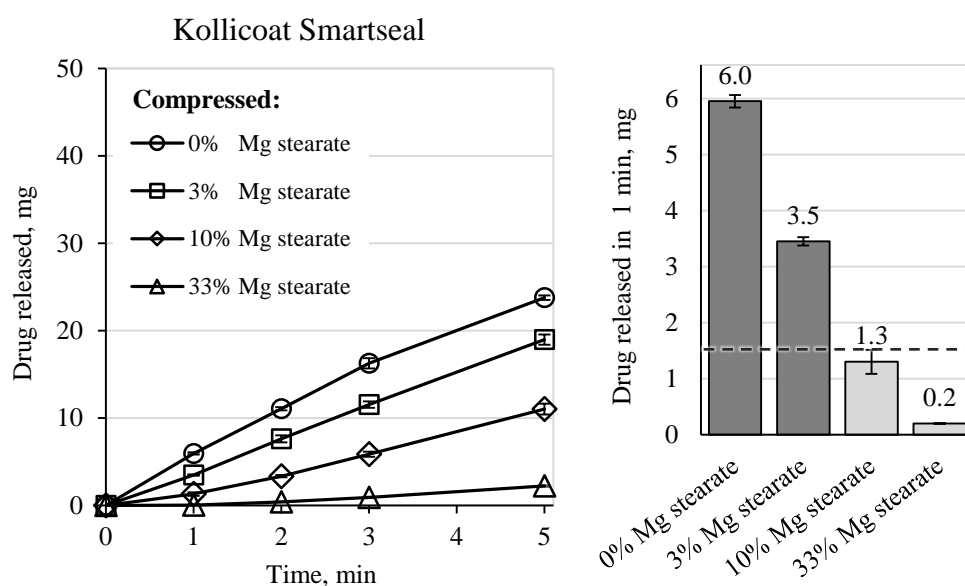 Kollicoat Smartseal
Drug released, mg
50
40
30
20
10
0
Compressed:
0% Mg stearate
3% Mg stearate
10% Mg stearate
33% Mg stearate
0 1 2 3 4 5
Time, min
Drug released in 1 min, mg
6
5
4
3
2
1
0
6.0
3.5
1.3
0.2
0% Mg stearate
3% Mg stearate
10% Mg stearate
33% Mg stearate